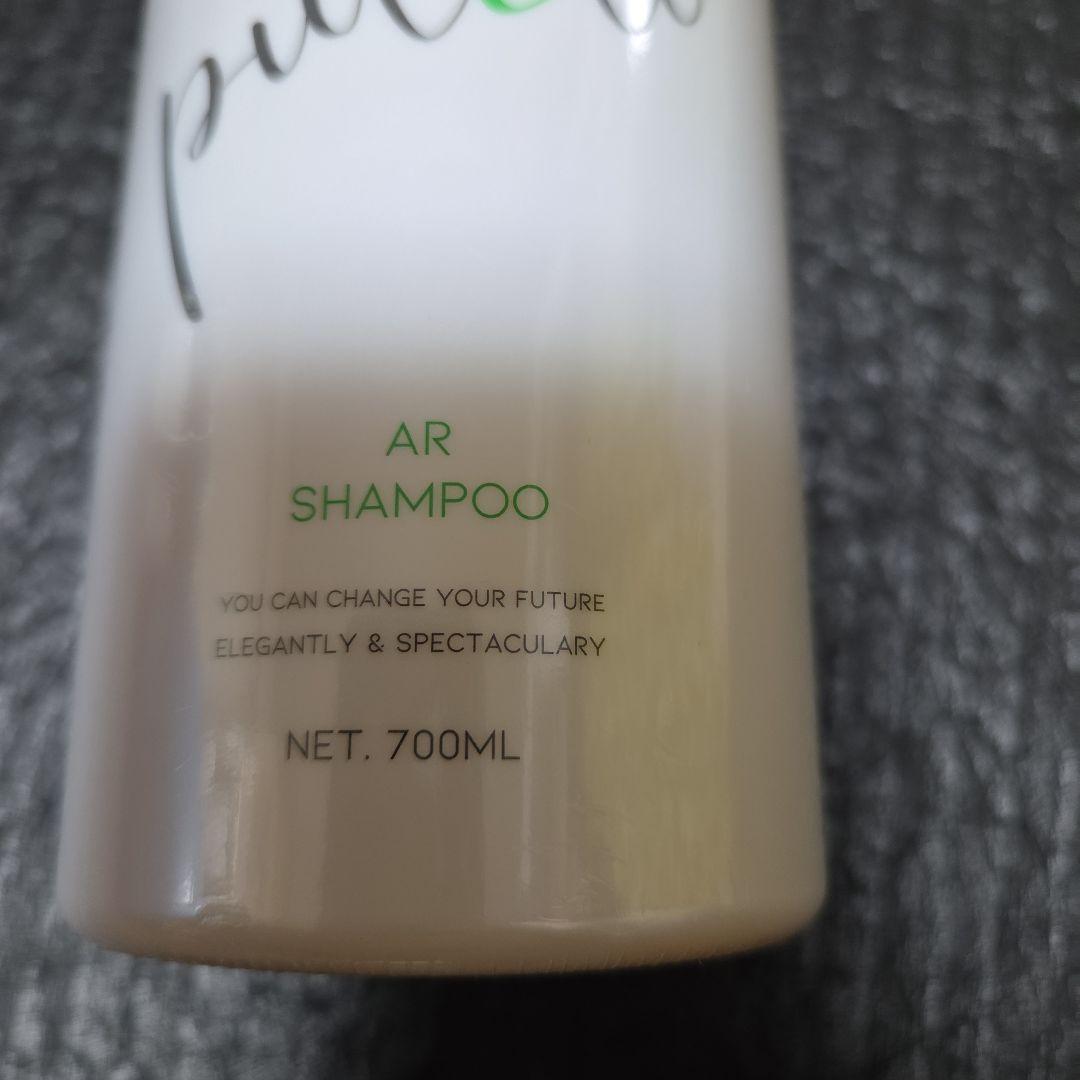 AR
SHAMPOO
YOU CAN CHANGE YOUR FUTURE
ELEGANTLY & SPECTACULARY
NET. 700ML